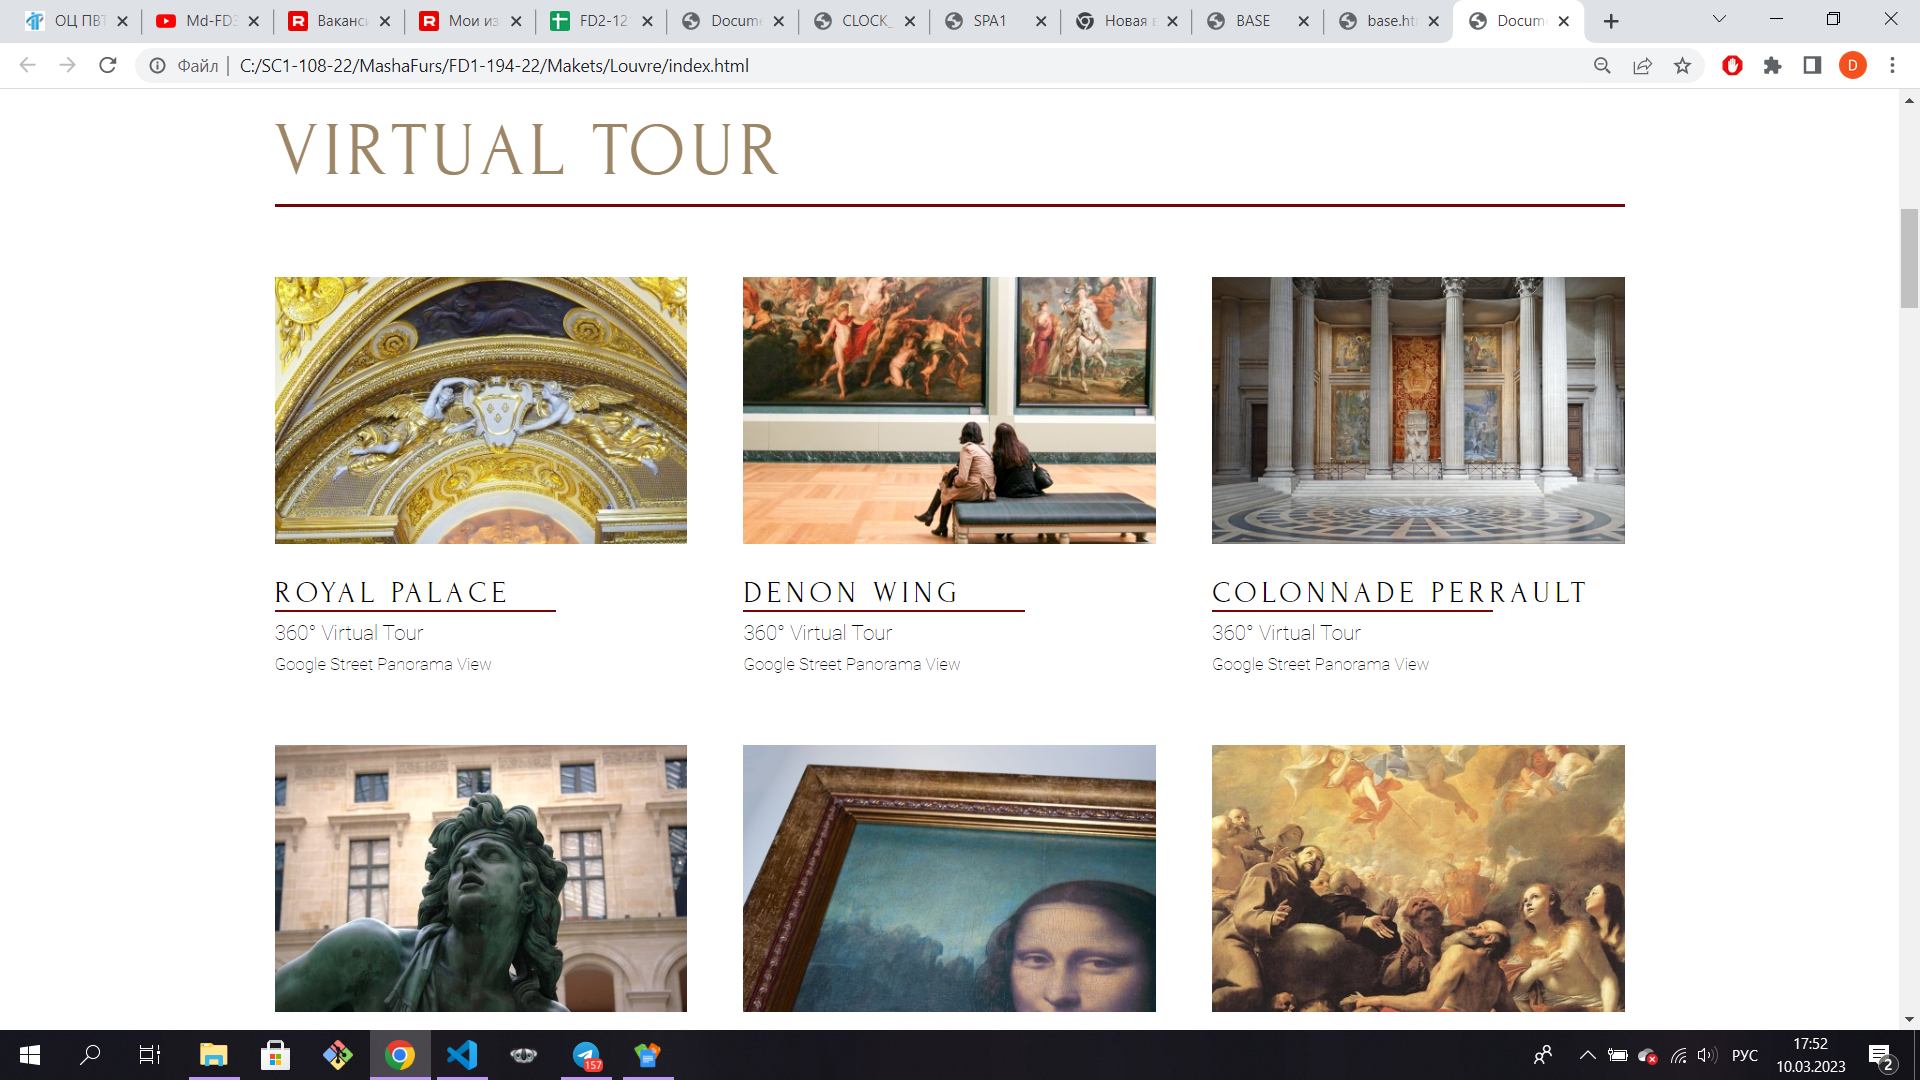 ОЦ ПВТ
Md-FD3
Ваканс
Мои из
FD2-12
Docume
CLOCK_
SPA1
Новая в
BASE
base.ht
Docum
Файл
C:/SC1-108-22/MashaFurs/FD1-194-22/Makets/Louvre/index.html
D
VIRTUAL TOUR
ROYAL PALACE
360° Virtual Tour
Google Street Panorama View
DENON WING
360° Virtual Tour
Google Street Panorama View
COLONNADE PERRAULT
360° Virtual Tour
Google Street Panorama View
157
РУС
17:52
10.03.2023
2